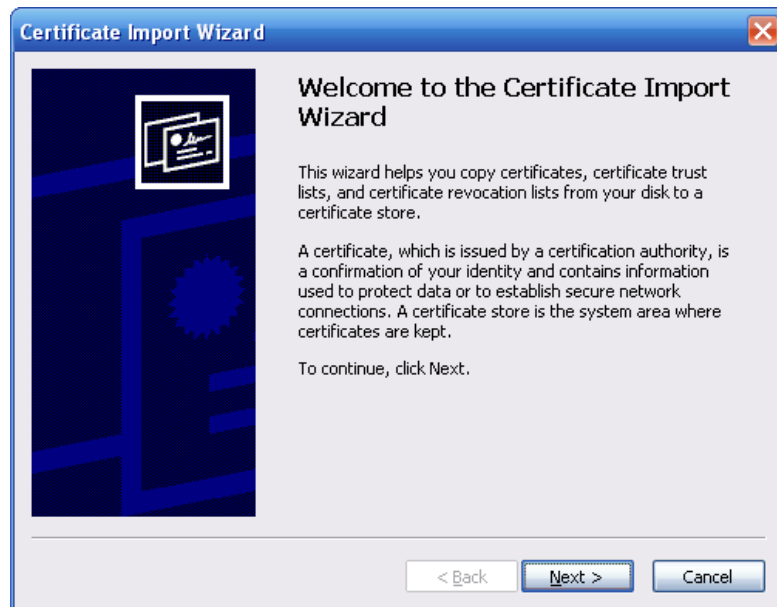 Certificate Import Wizard
Welcome to the Certificate Import
Wizard
This wizard helps you copy certificates, certificate trust
lists, and certificate revocation lists from your disk to a
certificate store.
A certificate, which is issued by a certification authority, is
a confirmation of your identity and contains information
used to protect data or to establish secure network
connections. A certificate store is the system area where
certificates are kept.
To continue, click Next.
< Back Next > Cancel